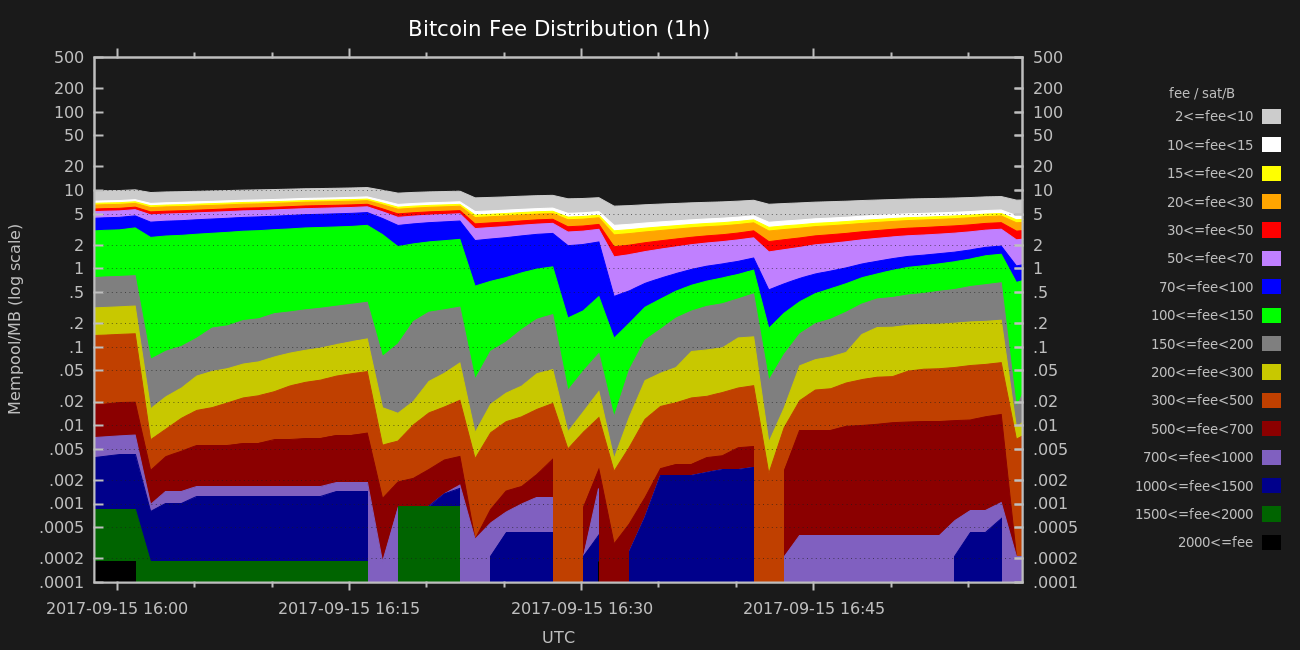 Bitcoin Fee Distribution (1h)
500 500
200 200
100 100
50 50
20 20
10 10
5 5
2 2
1 1
.5 .5
.2 .2
.1 .1
.05 .05
.02 .02
.01 .01
.005 .005
.002 .002
.001 .001
.0005 .0005
.0002 .0002
.0001 .0001
Mempool/MB (log scale)
2017-09-15 16:00 2017-09-15 16:15 2017-09-15 16:30 2017-09-15 16:45
UTC
fee / sat/B
2<=fee<10
10<=fee<15
15<=fee<20
20<=fee<30
30<=fee<50
50<=fee<70
70<=fee<100
100<=fee<150
150<=fee<200
200<=fee<300
300<=fee<500
500<=fee<700
700<=fee<1000
1000<=fee<1500
1500<=fee<2000
2000<=fee